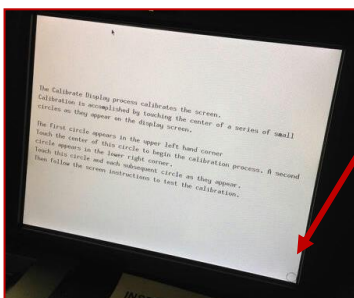 The Calibrate Display process calibrates the screen.
Calibration is accomplished by touching the center of a series of small
circles as they appear on the display screen.
The first circle appears in the upper left hand corner
Touch the center of this circle to begin the calibration process. A second
circle appears in the lower right corner.
Touch this circle and each subsequent circle as they appear.
Then follow the screen instructions to test the calibration.